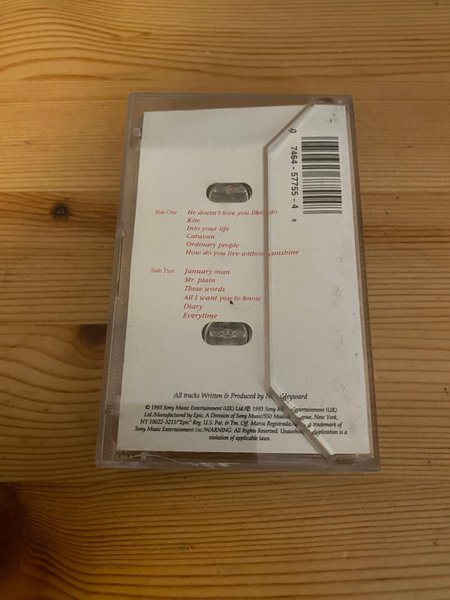 0 7464-57755-4 8
Side One
He doesn't love you like I do
Kite
Into your life
Caravan
Ordinary people
How do you live without sunshine
Side Two
January man
Mr. plain
These words
All I want you to know
Diary
Everytime
All tracks Written & Produced by Nick Heyward
© 1993 Sony Music Entertainment (UK) Ltd./℗ 1993 Sony Music Entertainment (UK)
Ltd./Manufactured by Epic, A Division of Sony Music/550 Madison Avenue, New York,
NY 10022-3211/"Epic" Reg. U.S. Pat. & Tm. Off. Marca Registrada./ a trademark of
Sony Music Entertainment Inc./WARNING: All Rights Reserved. Unauthorized duplication is a
violation of applicable laws.